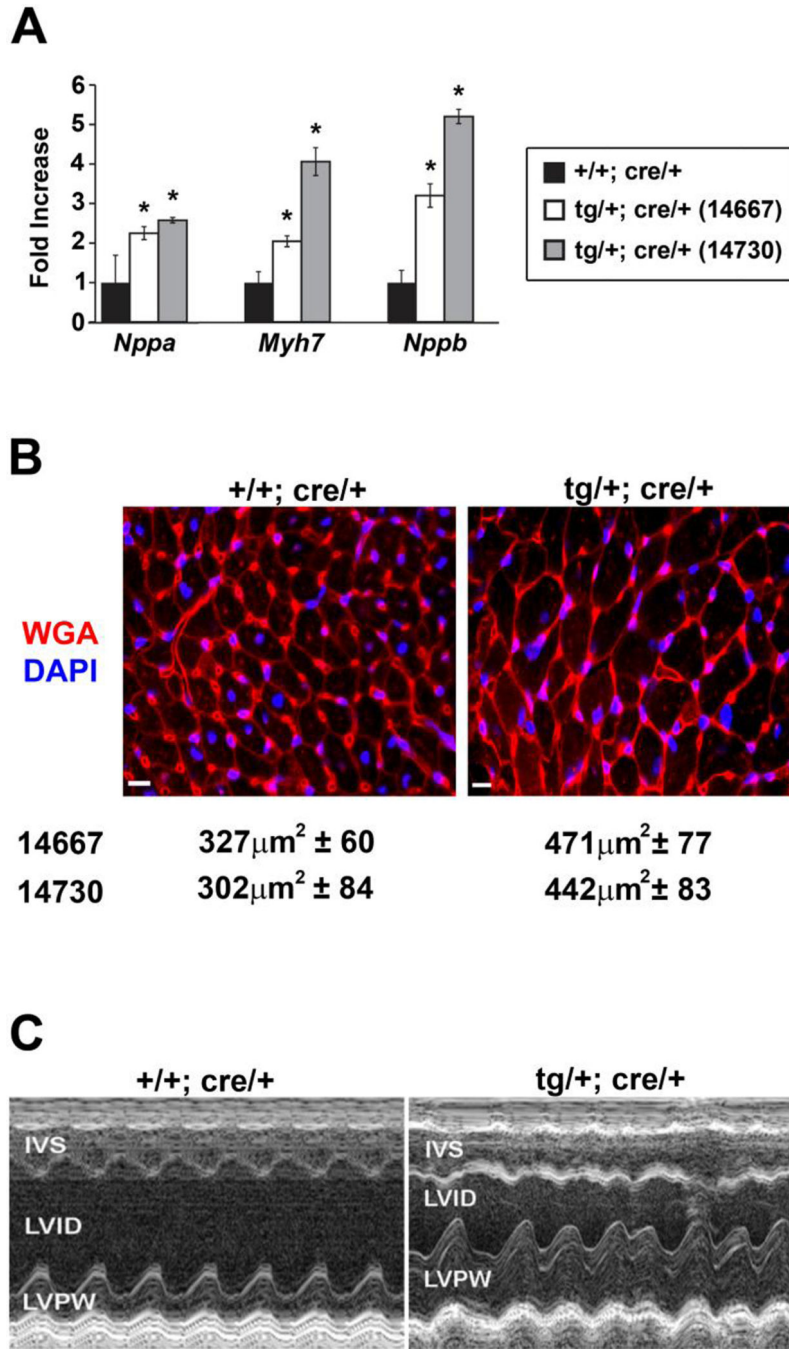 A
6
5
4
3
2
1
0
Fold Increase
* * * * * *
Nppa Myh7 Nppb
+/+; cre/+
tg/+; cre/+ (14667)
tg/+; cre/+ (14730)
B
+/+; cre/+ tg/+; cre/+
WGA
DAPI
14667 327μm² ± 60 471μm² ± 77
14730 302μm² ± 84 442μm² ± 83
C
+/+; cre/+ tg/+; cre/+
IVS IVS
LVID LVID
LVPW LVPW